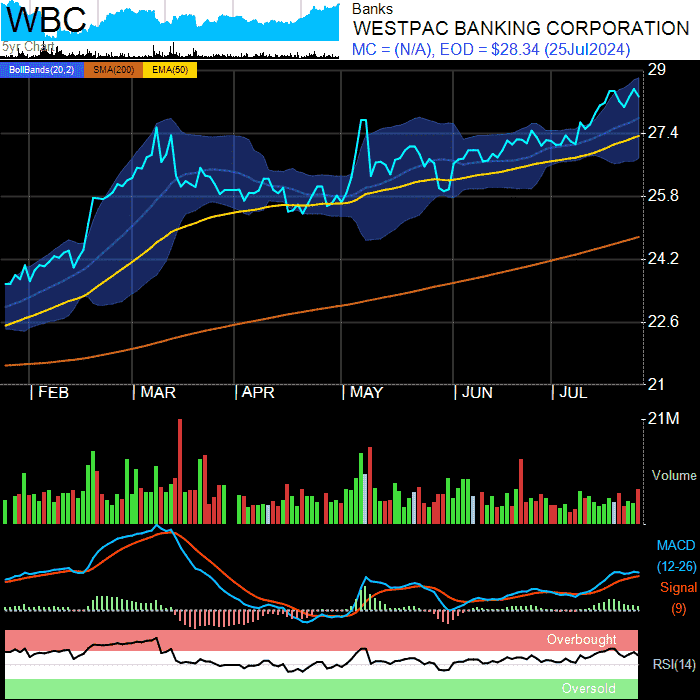 WBC
5yr Chart
Banks
WESTPAC BANKING CORPORATION
MC = (N/A), EOD = $28.34 (25Jul2024)
BollBands(20,2) SMA(200) EMA(50)
29
27.4
25.8
24.2
22.6
21
FEB MAR APR MAY JUN JUL
21M
Volume
MACD
(12-26)
Signal
(9)
Overbought
RSI(14)
Oversold